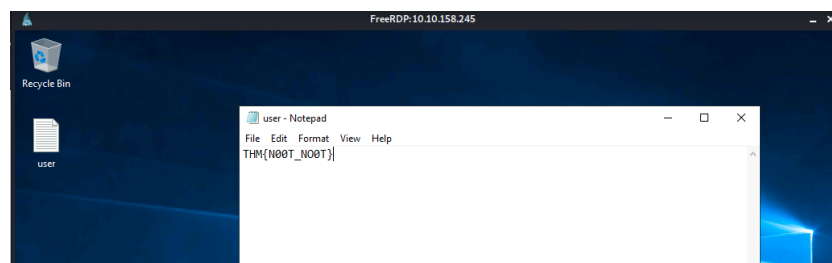 FreeRDP: 10.10.158.245
Recycle Bin
user - Notepad
File Edit Format View Help
THM{N00T_NO0T}
user